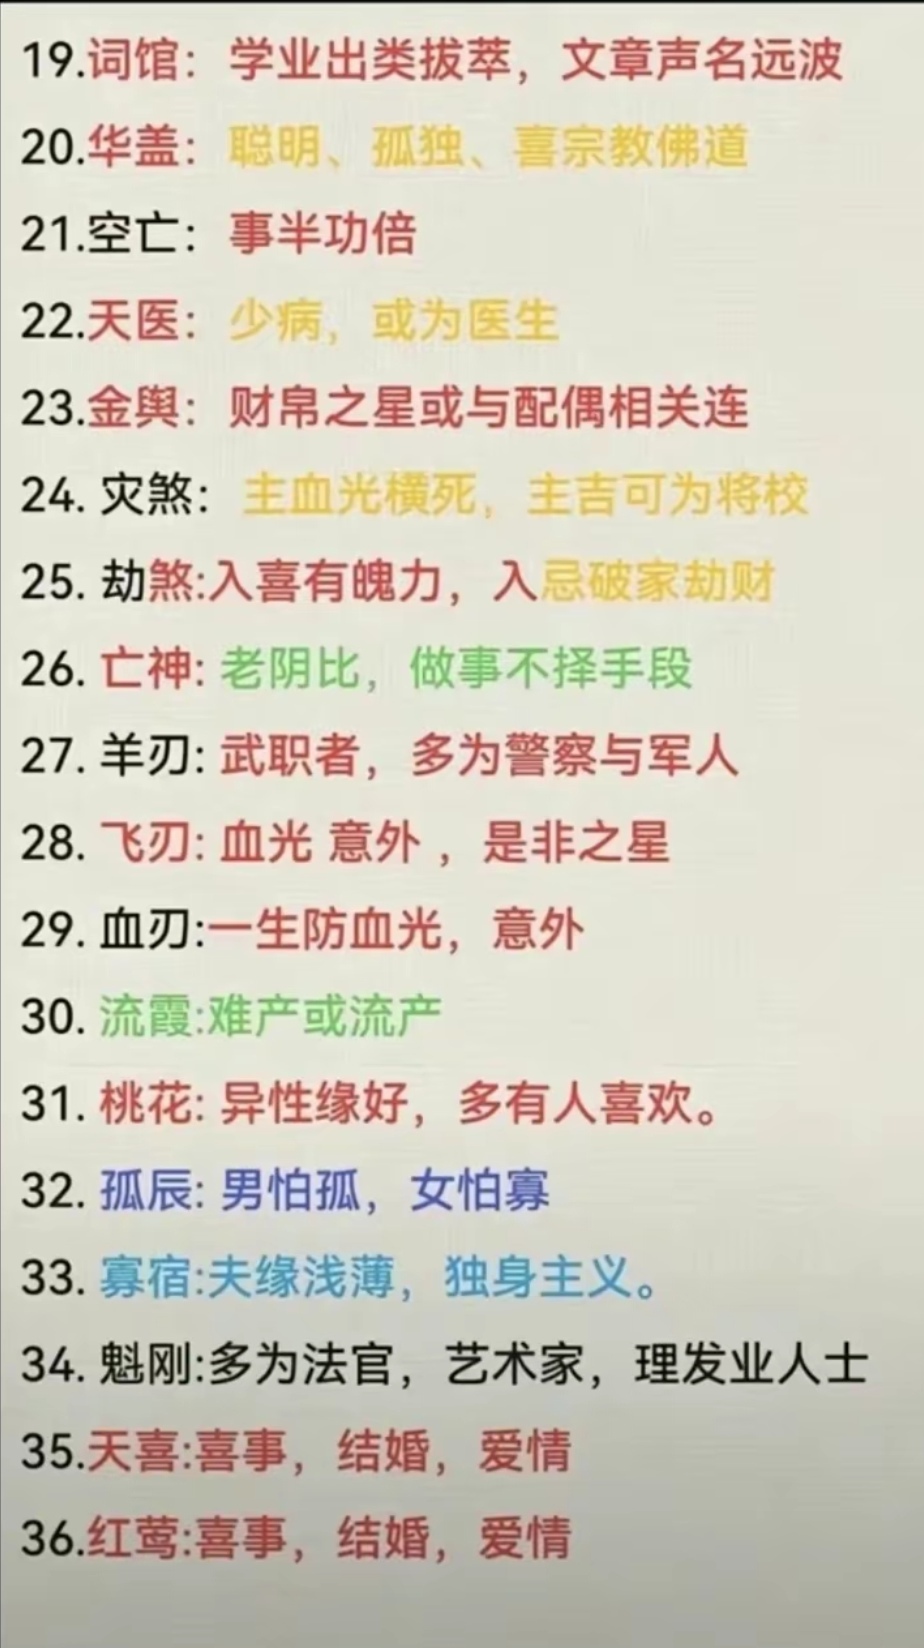 19.词馆：学业出类拔萃，文章声名远波
20.华盖：聪明、孤独、喜宗教佛道
21.空亡：事半功倍
22.天医：少病，或为医生
23.金舆：财帛之星或与配偶相关连
24. 灾煞：主血光横死，主吉可为将校
25. 劫煞:入喜有魄力，入忌破家劫财
26. 亡神: 老阴比，做事不择手段
27. 羊刃: 武职者，多为警察与军人
28. 飞刃: 血光 意外 ，是非之星
29. 血刃:一生防血光，意外
30. 流霞:难产或流产
31. 桃花: 异性缘好，多有人喜欢。
32. 孤辰: 男怕孤，女怕寡
33. 寡宿:夫缘浅薄，独身主义。
34. 魁刚:多为法官，艺术家，理发业人士
35.天喜:喜事，结婚，爱情
36.红莺:喜事，结婚，爱情